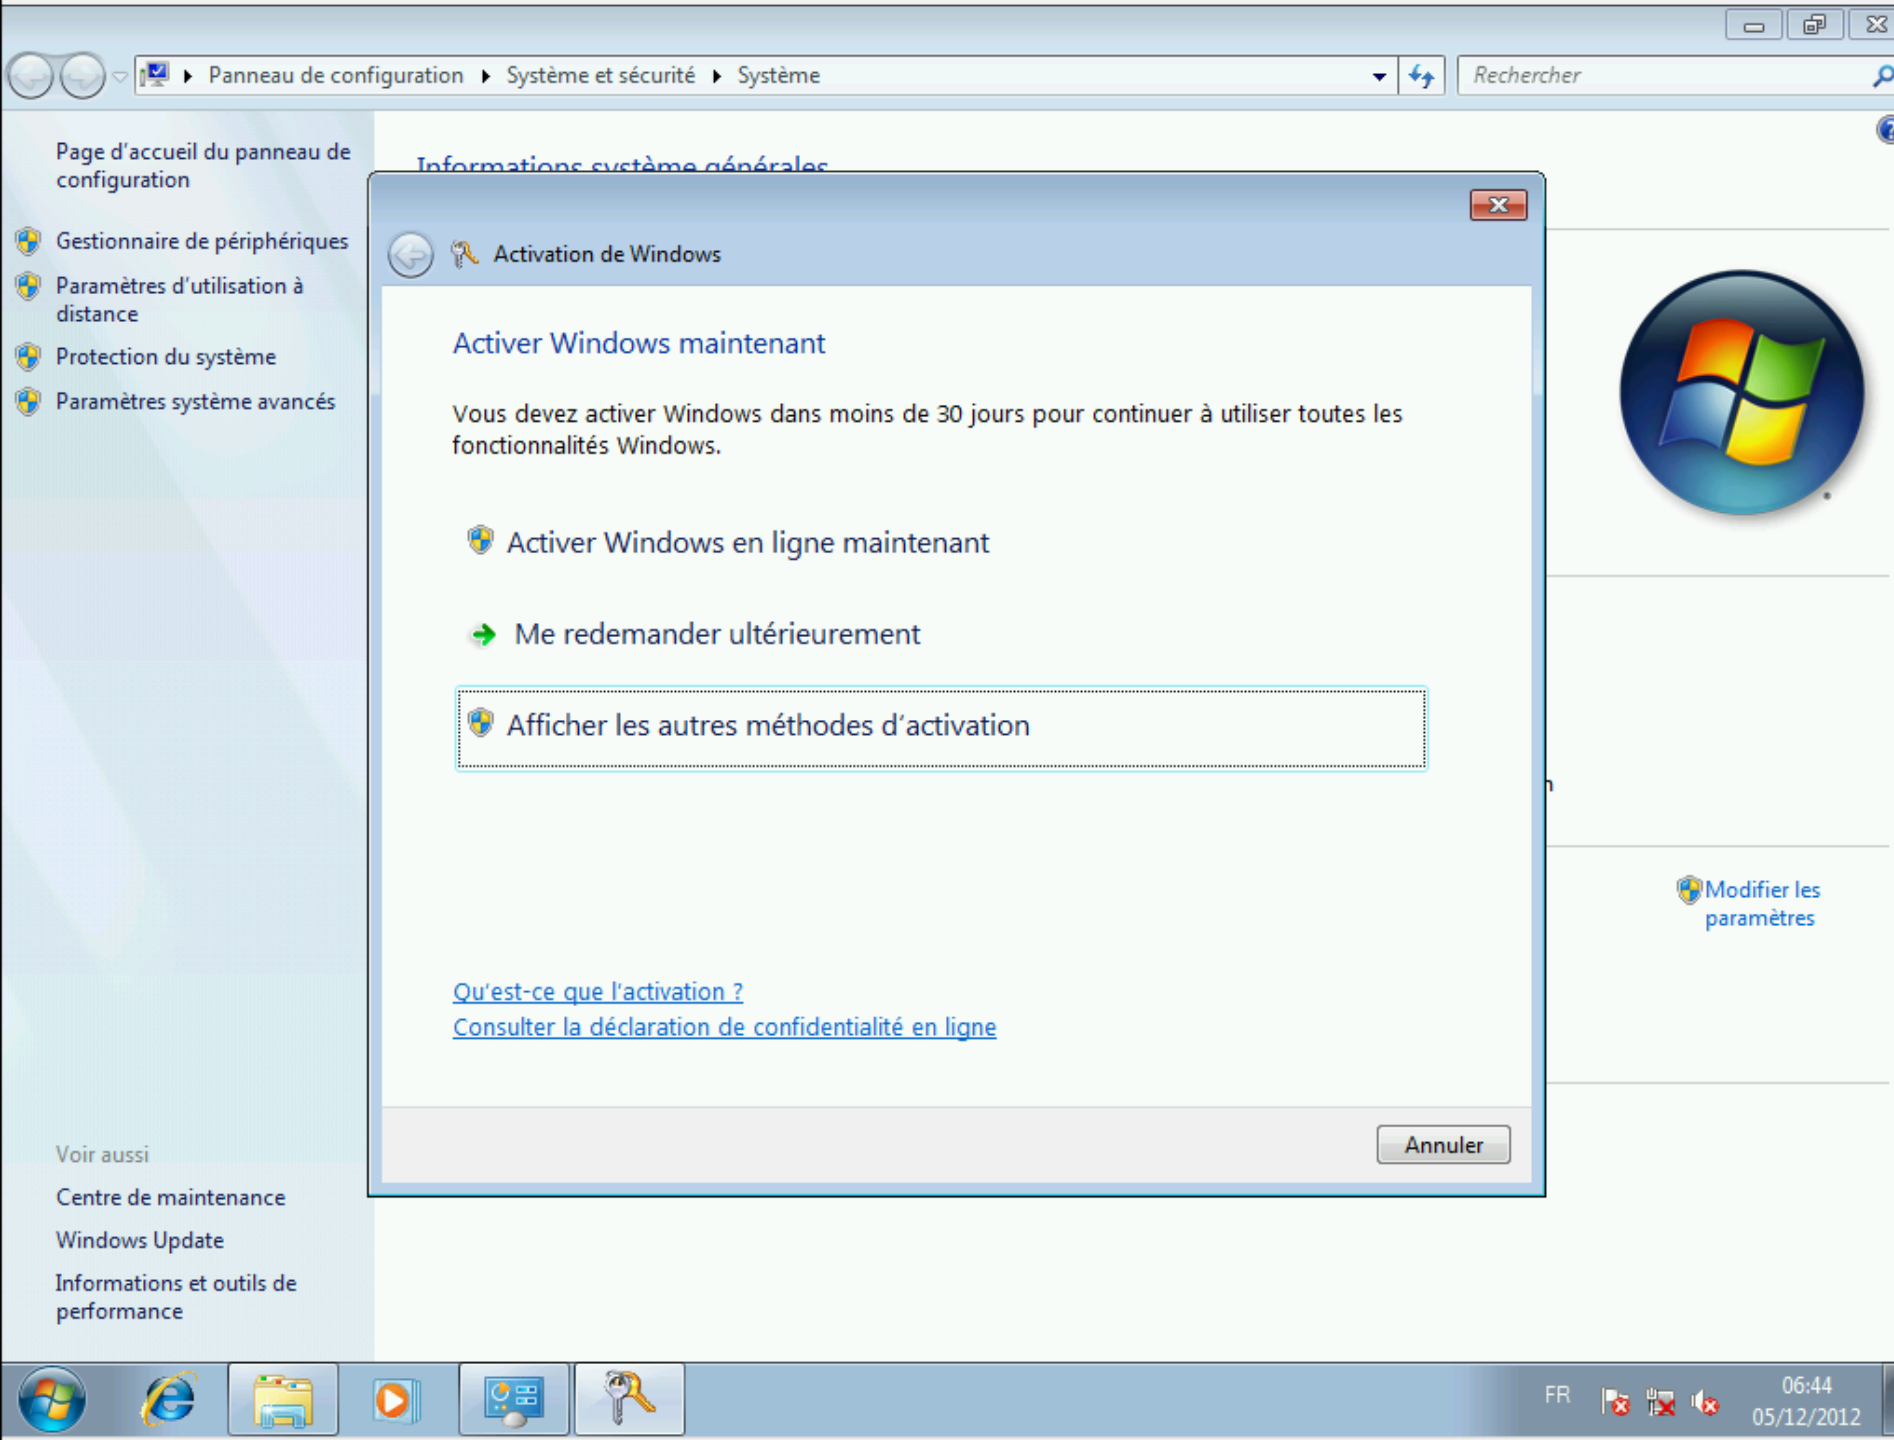 Panneau de configuration Système et sécurité Système
Rechercher
Page d'accueil du panneau de
configuration
Gestionnaire de périphériques
Paramètres d'utilisation à
distance
Protection du système
Paramètres système avancés
Informations système générales
Activation de Windows
Activer Windows maintenant
Vous devez activer Windows dans moins de 30 jours pour continuer à utiliser toutes les
fonctionnalités Windows.
Activer Windows en ligne maintenant
Me redemander ultérieurement
Afficher les autres méthodes d'activation
Qu'est-ce que l'activation ?
Consulter la déclaration de confidentialité en ligne
Annuler
Modifier les
paramètres
Voir aussi
Centre de maintenance
Windows Update
Informations et outils de
performance
FR
06:44
05/12/2012